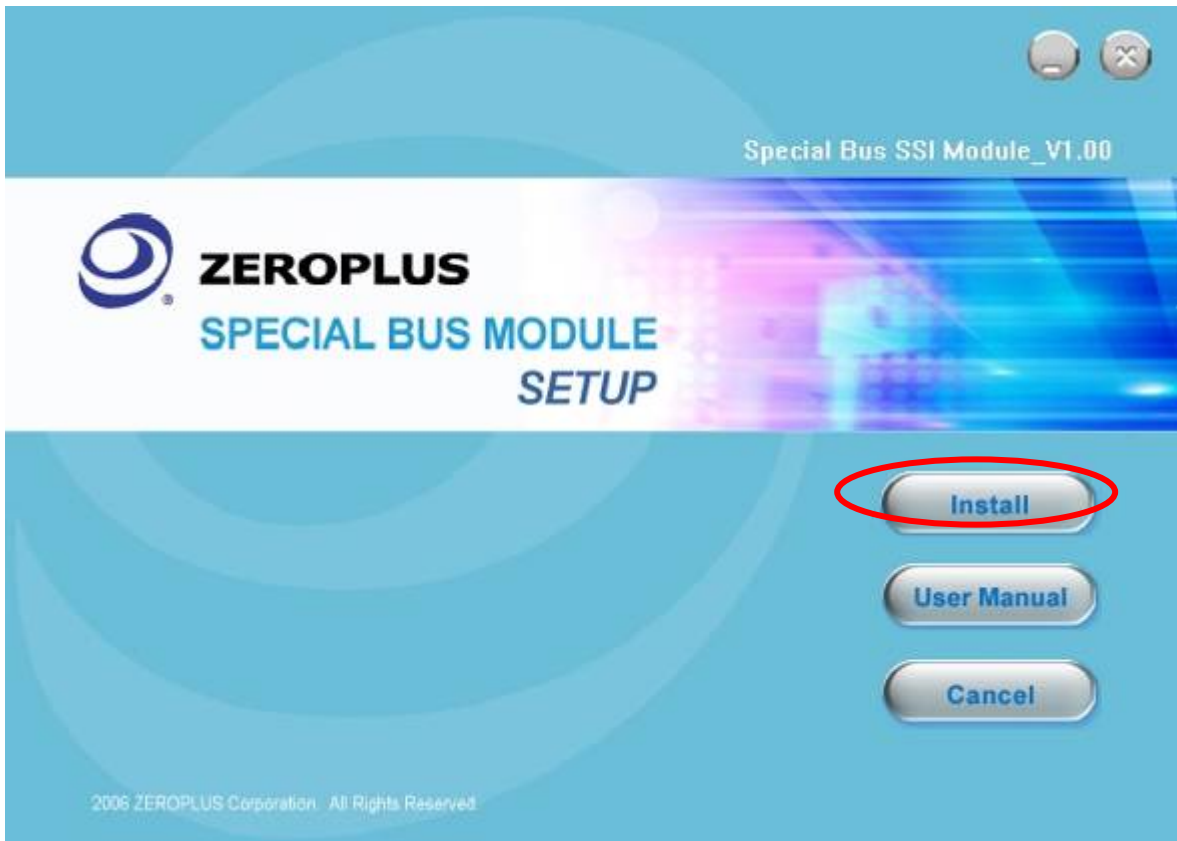 Special Bus SSI Module_V1.00
ZEROPLUS
SPECIAL BUS MODULE
SETUP
Install
User Manual
Cancel
2006 ZEROPLUS Corporation. All Rights Reserved